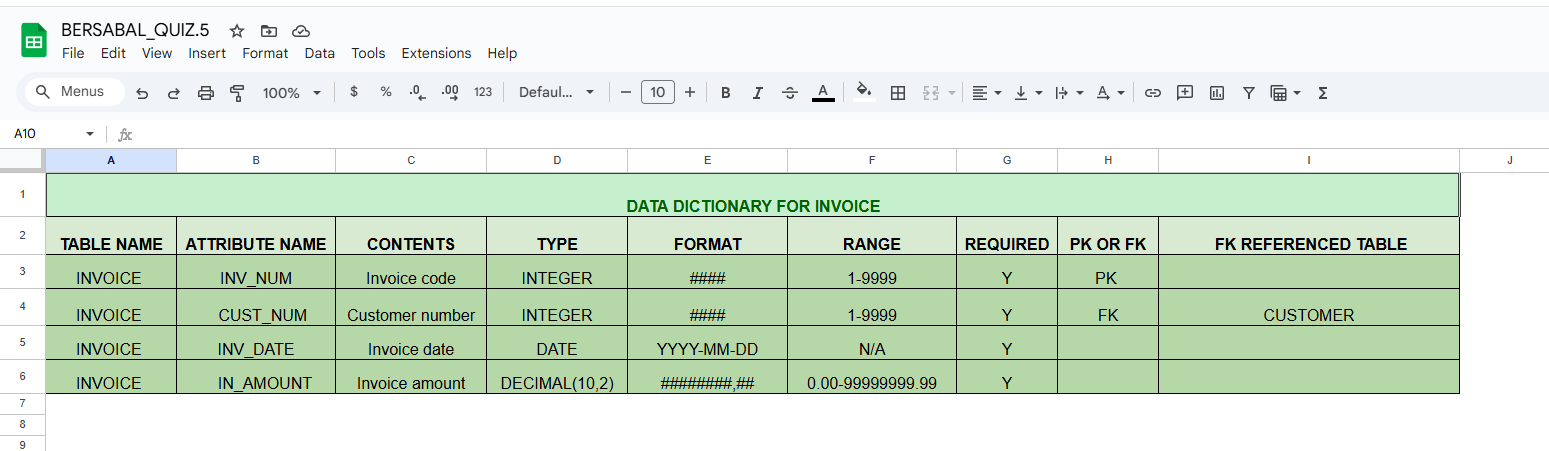 BERSABAL_QUIZ.5
File Edit View Insert Format Data Tools Extensions Help
Menus 100% $ % .0 .00 123 Defaul... 10 B I A Σ
A10 fx
A B C D E F G H I J
1 DATA DICTIONARY FOR INVOICE
2 TABLE NAME ATTRIBUTE NAME CONTENTS TYPE FORMAT RANGE REQUIRED PK OR FK FK REFERENCED TABLE
3 INVOICE INV_NUM Invoice code INTEGER #### 1-9999 Y PK
4 INVOICE CUST_NUM Customer number INTEGER #### 1-9999 Y FK CUSTOMER
5 INVOICE INV_DATE Invoice date DATE YYYY-MM-DD N/A Y
6 INVOICE IN_AMOUNT Invoice amount DECIMAL(10,2) ########,## 0.00-99999999.99 Y
7
8
9